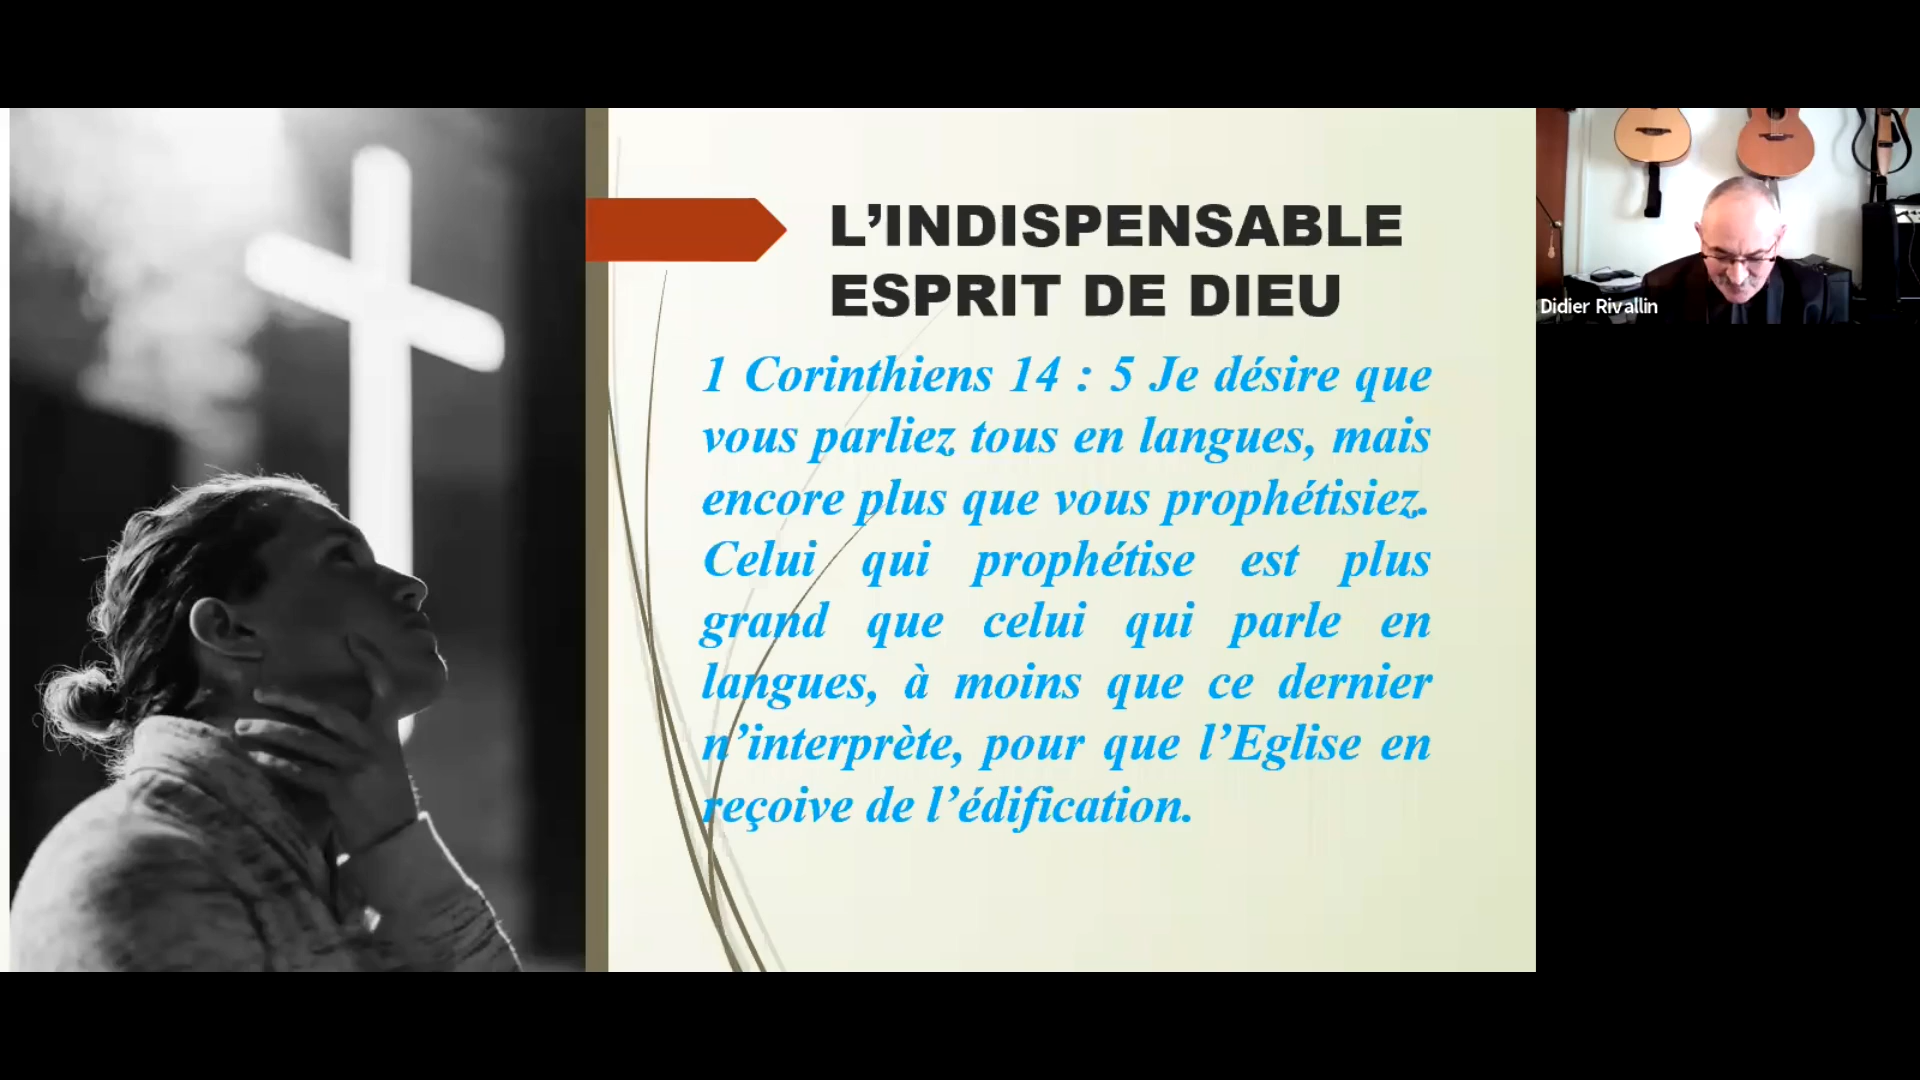 L’INDISPENSABLE
ESPRIT DE DIEU
1 Corinthiens 14 : 5 Je désire que
vous parliez tous en langues, mais
encore plus que vous prophétisiez.
Celui qui prophétise est plus
grand que celui qui parle en
langues, à moins que ce dernier
n’interprète, pour que l’Eglise en
reçoive de l’édification.
Didier Rivallin